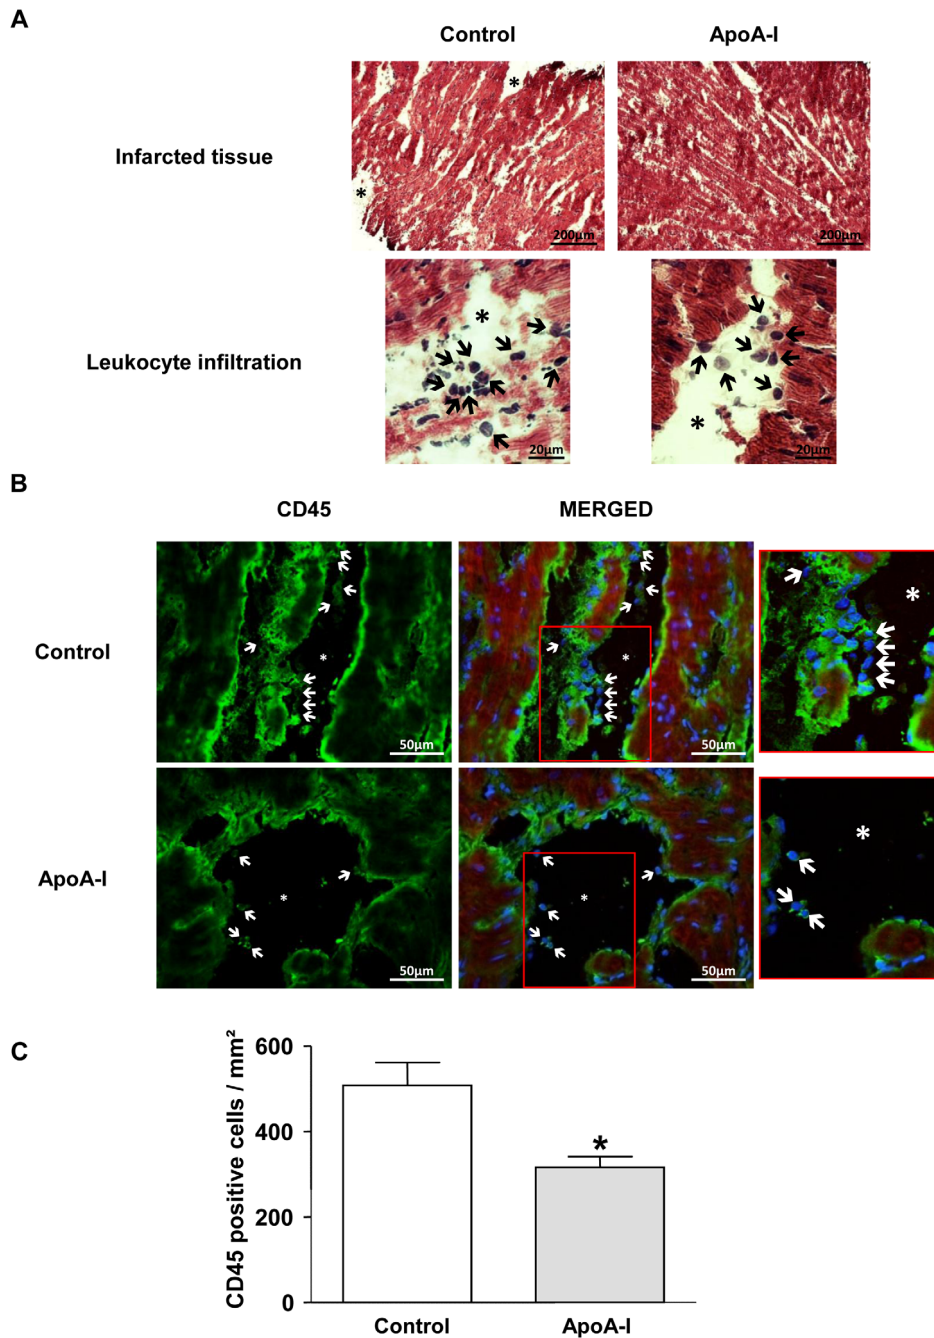 A
Control ApoA-I
Infarcted tissue
* *
200µm 200µm
Leukocyte infiltration
* *
20µm 20µm
B
CD45 MERGED
Control
* * *
50µm 50µm
ApoA-I
* * *
50µm 50µm
C
CD45 positive cells / mm²
600
400
200
0
*
Control ApoA-I